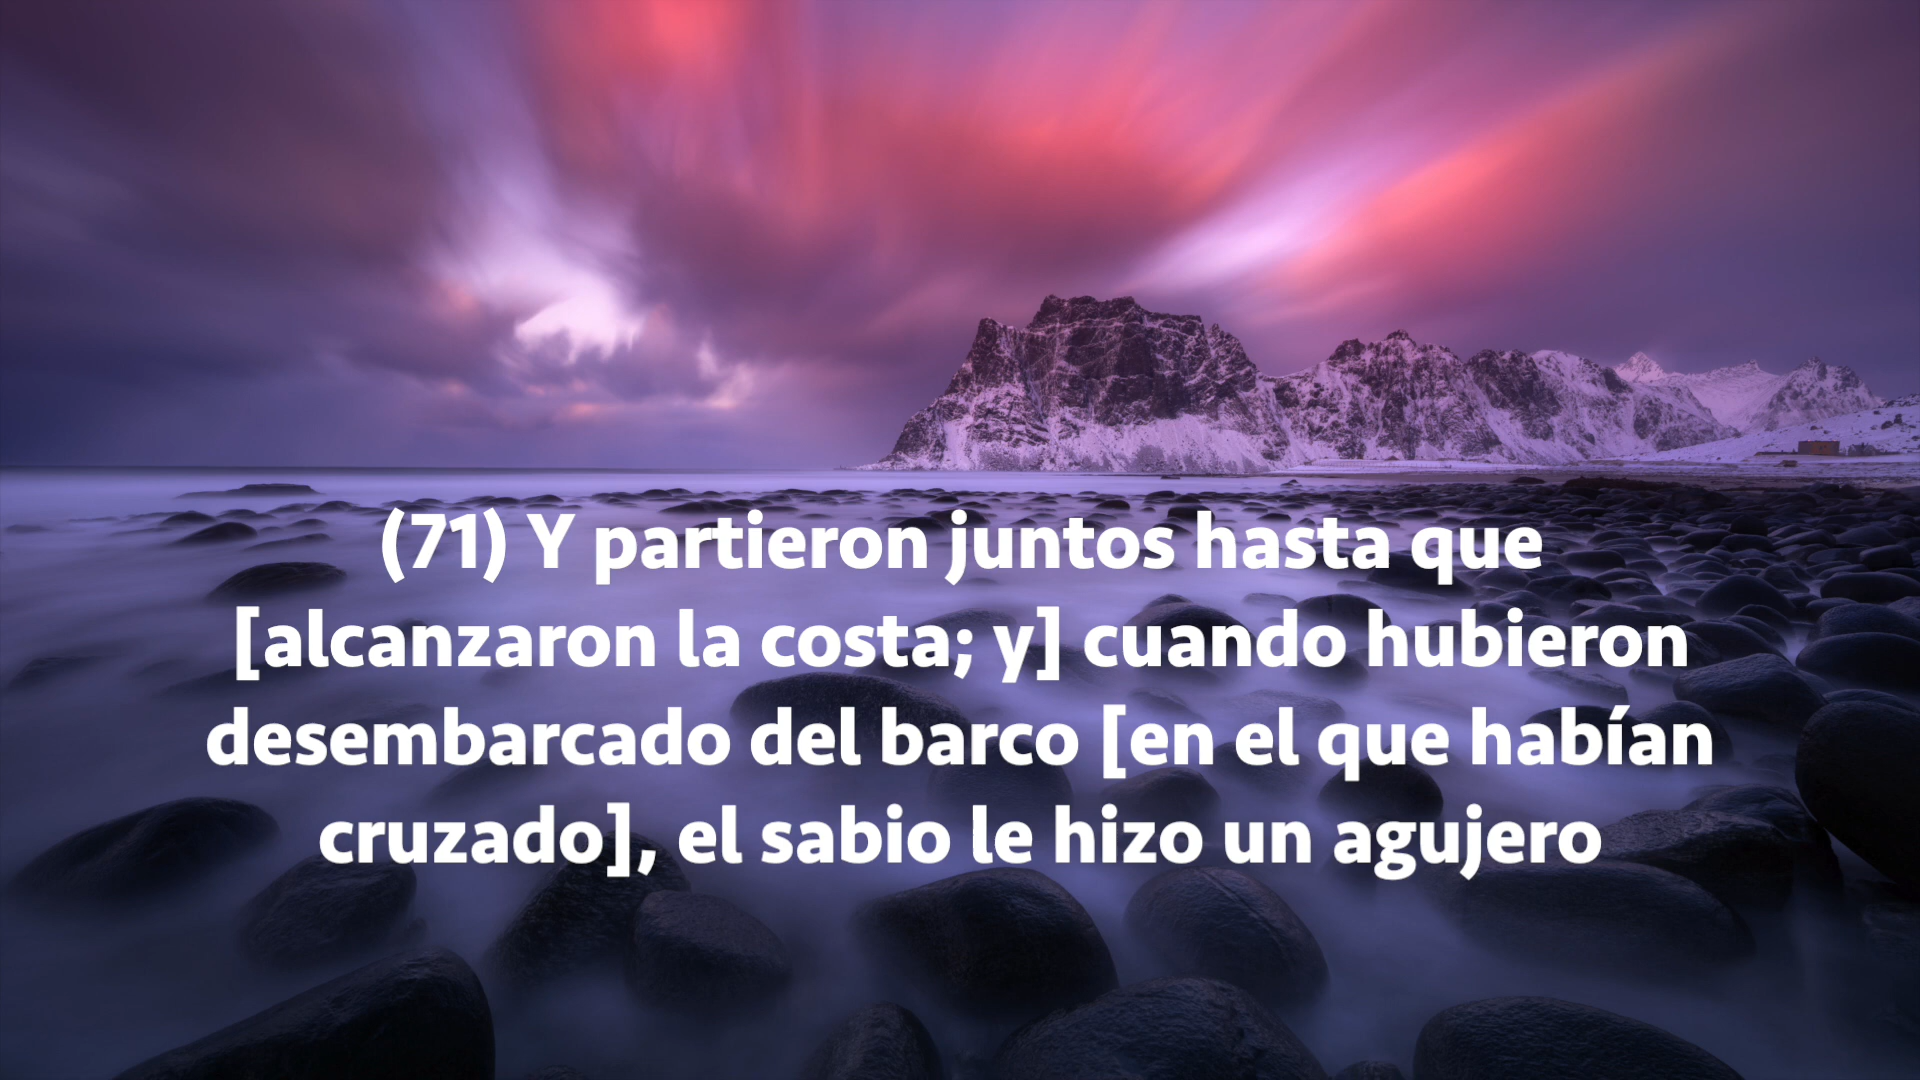 (71) Y partieron juntos hasta que
[alcanzaron la costa; y] cuando hubieron
desembarcado del barco [en el que habían
cruzado], el sabio le hizo un agujero